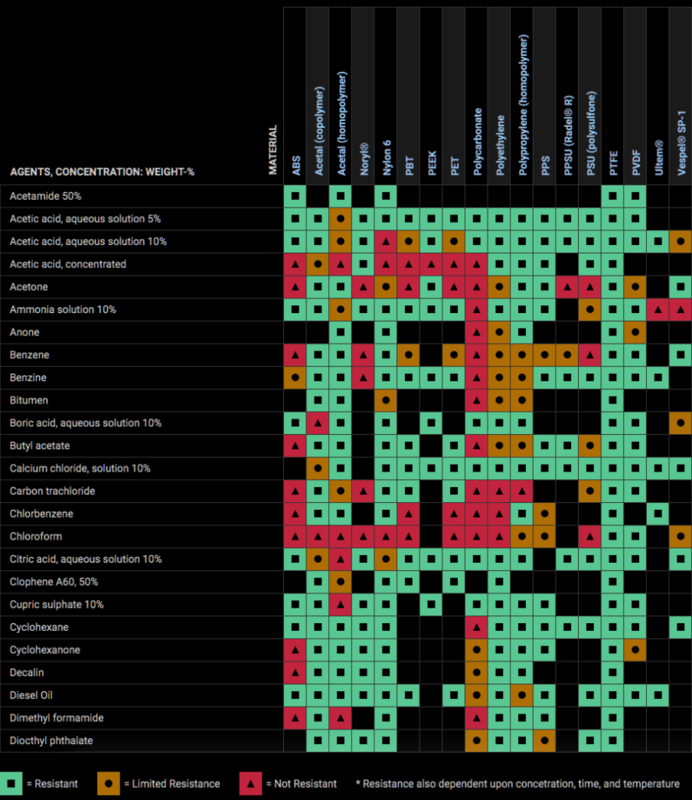 MATERIAL
ABS
Acetal (copolymer)
Acetal (homopolymer)
Noryl®
Nylon 6
PBT
PEEK
PET
Polycarbonate
Polyethylene
Polypropylene (homopolymer)
PPS
PPSU (Radel® R)
PSU (polysulfone)
PTFE
PVDF
Ultem®
Vespel® SP-1
AGENTS, CONCENTRATION: WEIGHT-%
Acetamide 50%
Acetic acid, aqueous solution 5%
Acetic acid, aqueous solution 10%
Acetic acid, concentrated
Acetone
Ammonia solution 10%
Anone
Benzene
Benzine
Bitumen
Boric acid, aqueous solution 10%
Butyl acetate
Calcium chloride, solution 10%
Carbon trachloride
Chlorbenzene
Chloroform
Citric acid, aqueous solution 10%
Clophene A60, 50%
Cupric sulphate 10%
Cyclohexane
Cyclohexanone
Decalin
Diesel Oil
Dimethyl formamide
Diocthyl phthalate
= Resistant = Limited Resistance = Not Resistant * Resistance also dependent upon concetration, time, and temperature